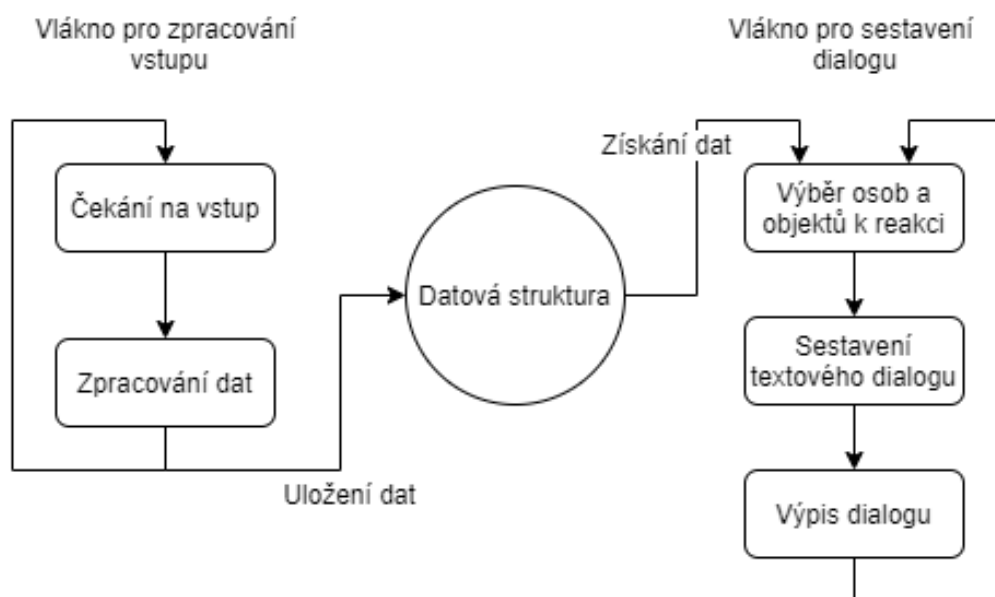 Vlákno pro zpracování
vstupu
Vlákno pro sestavení
dialogu
Získání dat
Čekání na vstup
Výběr osob a
objektů k reakci
Datová struktura
Zpracování dat
Sestavení
textového dialogu
Uložení dat
Výpis dialogu